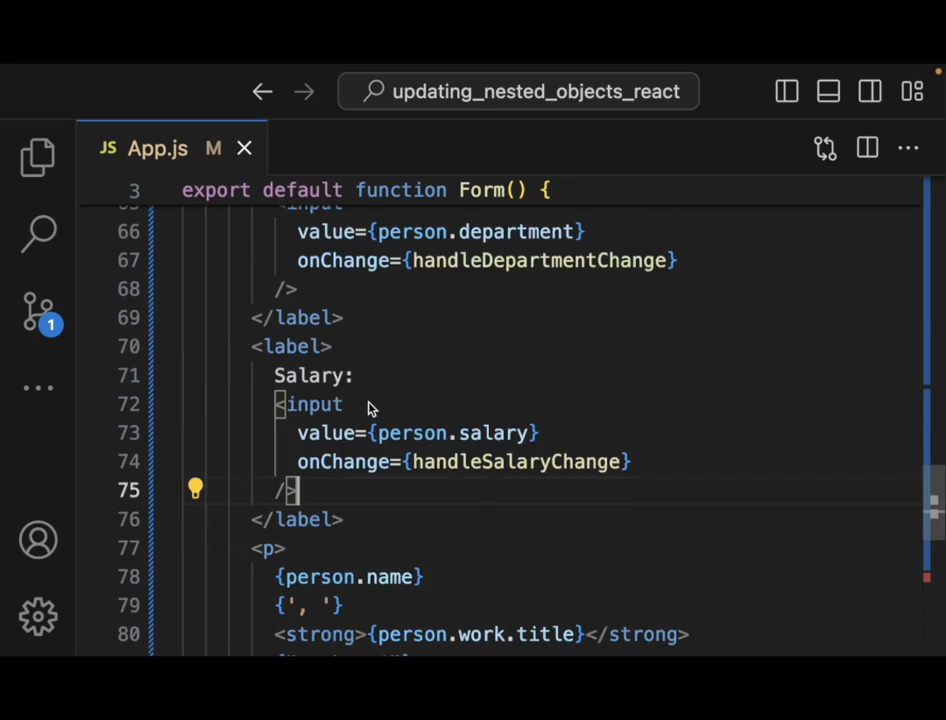 updating_nested_objects_react
JS App.js M
3 export default function Form() {
<input
66 value={person.department}
67 onChange={handleDepartmentChange}
68 />
69 </label>
70 <label>
71 Salary:
72 <input
73 value={person.salary}
74 onChange={handleSalaryChange}
75 />
76 </label>
77 <p>
78 {person.name}
79 {', '}
80 <strong>{person.work.title}</strong>
1